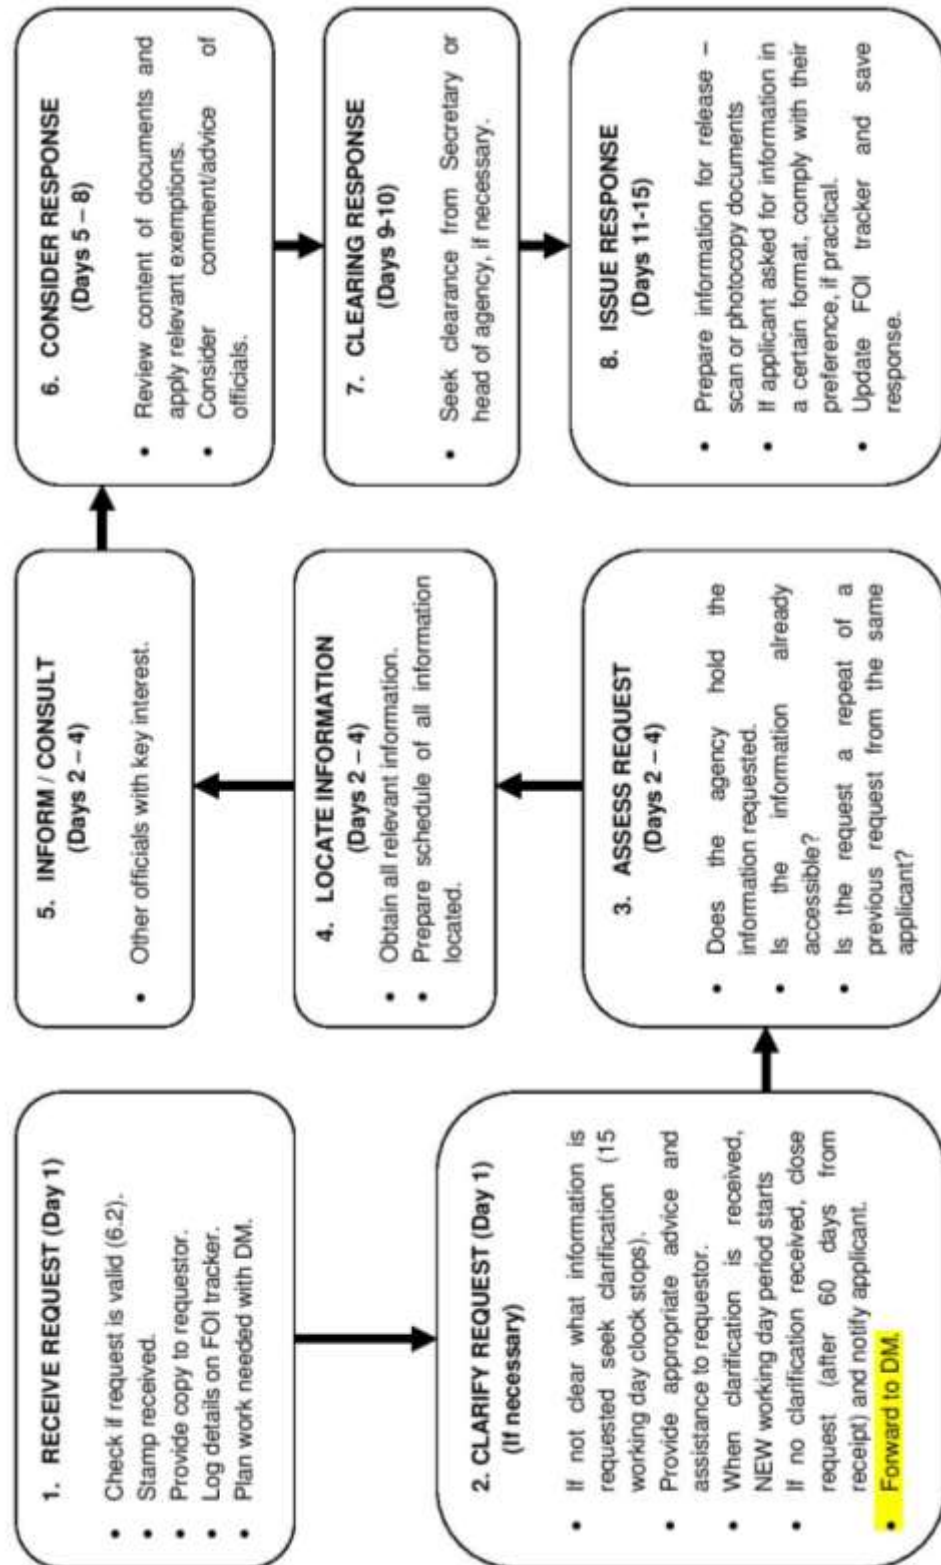 1. RECEIVE REQUEST (Day 1)
• Check if request is valid (6.2).
• Stamp received.
• Provide copy to requestor.
• Log details on FOI tracker.
• Plan work needed with DM.
2. CLARIFY REQUEST (Day 1)
(If necessary)
• If not clear what information is
requested seek clarification (15
working day clock stops).
• Provide appropriate advice and
assistance to requestor.
• When clarification is received,
NEW working day period starts
• If no clarification received, close
request (after 60 days from
receipt) and notify applicant.
• Forward to DM.
3. ASSESS REQUEST
(Days 2 – 4)
• Does the agency hold the
information requested.
• Is the information already
accessible?
• Is the request a repeat of a
previous request from the same
applicant?
4. LOCATE INFORMATION
(Days 2 – 4)
• Obtain all relevant information.
• Prepare schedule of all information
located.
5. INFORM / CONSULT
(Days 2 – 4)
• Other officials with key interest.
6. CONSIDER RESPONSE
(Days 5 – 8)
• Review content of documents and
apply relevant exemptions.
• Consider comment/advice of
officials.
7. CLEARING RESPONSE
(Days 9-10)
• Seek clearance from Secretary or
head of agency, if necessary.
8. ISSUE RESPONSE
(Days 11-15)
• Prepare information for release –
scan or photocopy documents
• If applicant asked for information in
a certain format, comply with their
preference, if practical.
• Update FOI tracker and save
response.